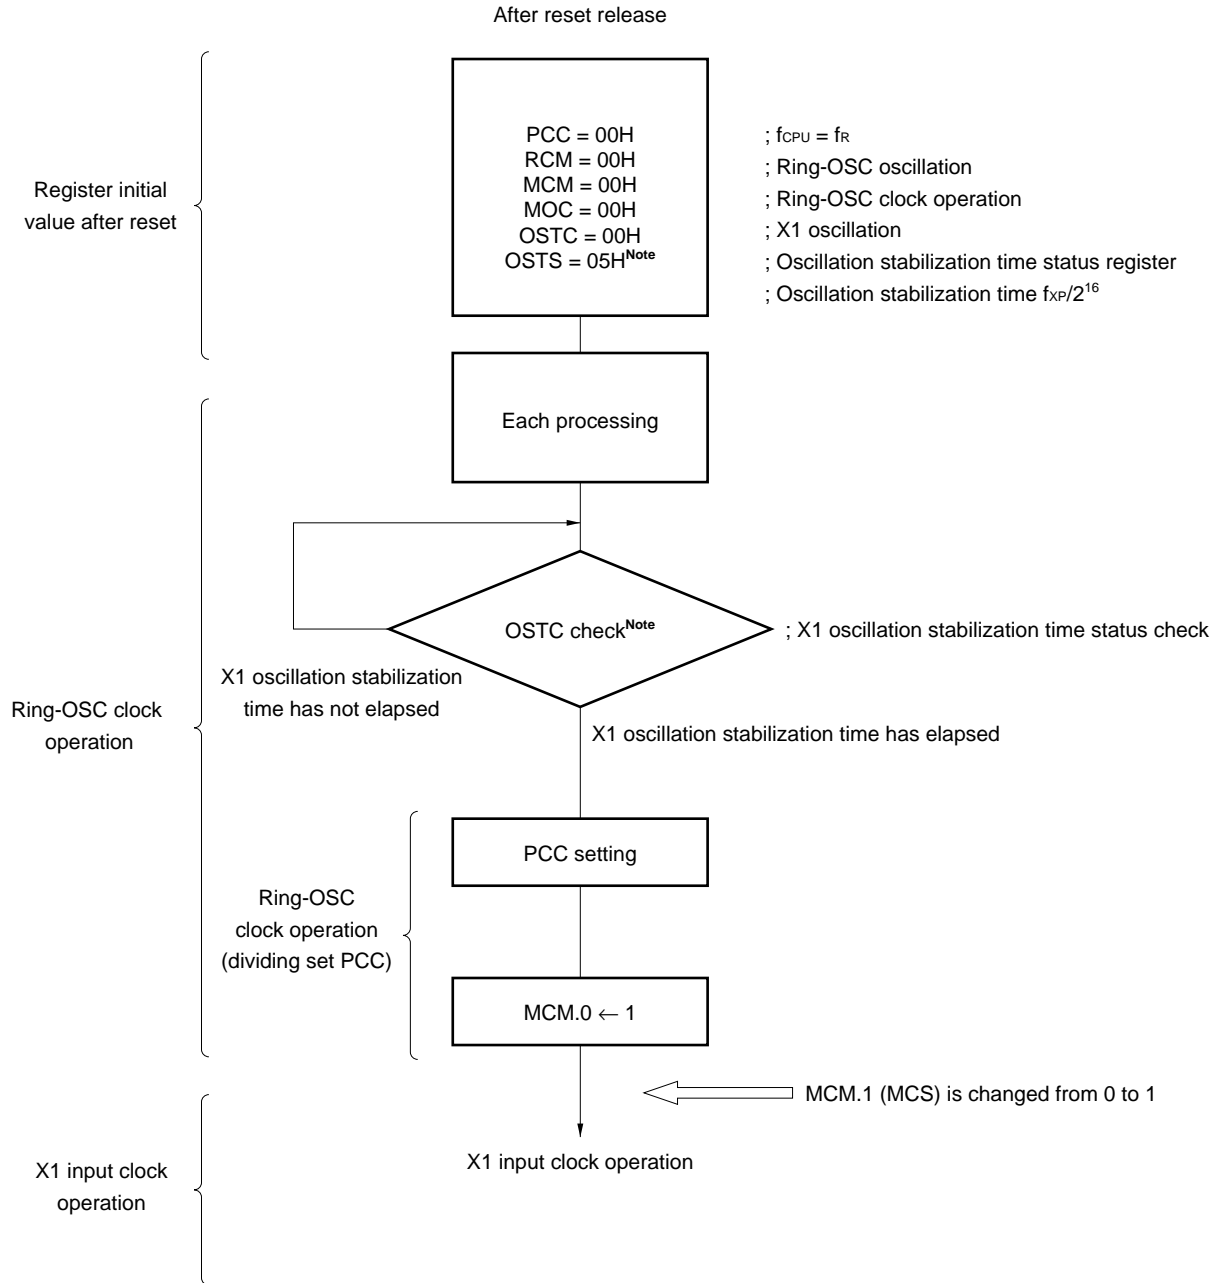 After reset release
Register initial
value after reset
PCC = 00H
RCM = 00H
MCM = 00H
MOC = 00H
OSTC = 00H
OSTS = 05HNote
; fCPU = fR
; Ring-OSC oscillation
; Ring-OSC clock operation
; X1 oscillation
; Oscillation stabilization time status register
; Oscillation stabilization time fXP/2^16
Each processing
OSTC checkNote
; X1 oscillation stabilization time status check
X1 oscillation stabilization
time has not elapsed
Ring-OSC clock
operation
X1 oscillation stabilization time has elapsed
PCC setting
Ring-OSC
clock operation
(dividing set PCC)
MCM.0 ← 1
MCM.1 (MCS) is changed from 0 to 1
X1 input clock operation
X1 input clock
operation